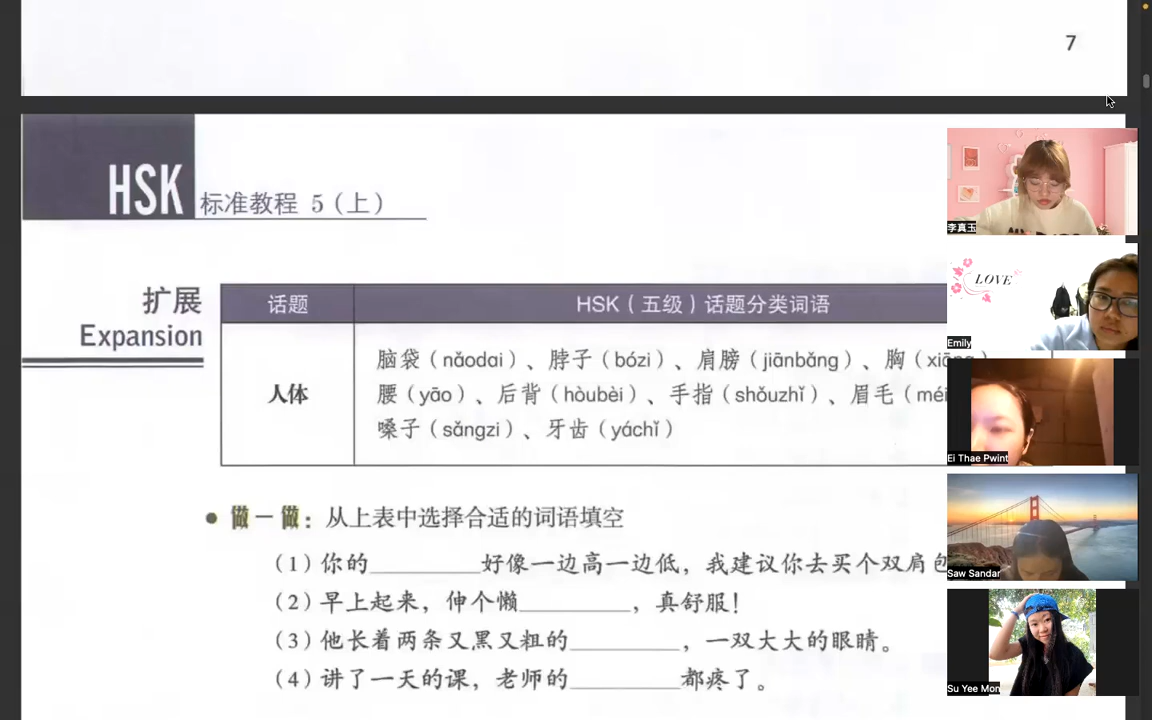 7
HSK 标准教程 5（上）
扩展
Expansion
话题
HSK（五级）话题分类词语
人体
脑袋（nǎodai）、脖子（bózi）、肩膀（jiānbǎng）、胸
腰（yāo）、后背（hòubèi）、手指（shǒuzhǐ）、眉毛
嗓子（sǎngzi）、牙齿（yáchǐ）
● 做一做：从上表中选择合适的词语填空
（1）你的________好像一边高一边低，我建议你去买个双肩包
（2）早上起来，伸个懒________，真舒服！
（3）他长着两条又黑又粗的________，一双大大的眼睛。
（4）讲了一天的课，老师的________都疼了。
李真玉
LOVE
Emily
Ei Thae Pwint
Saw Sandar
Su Yee Mon